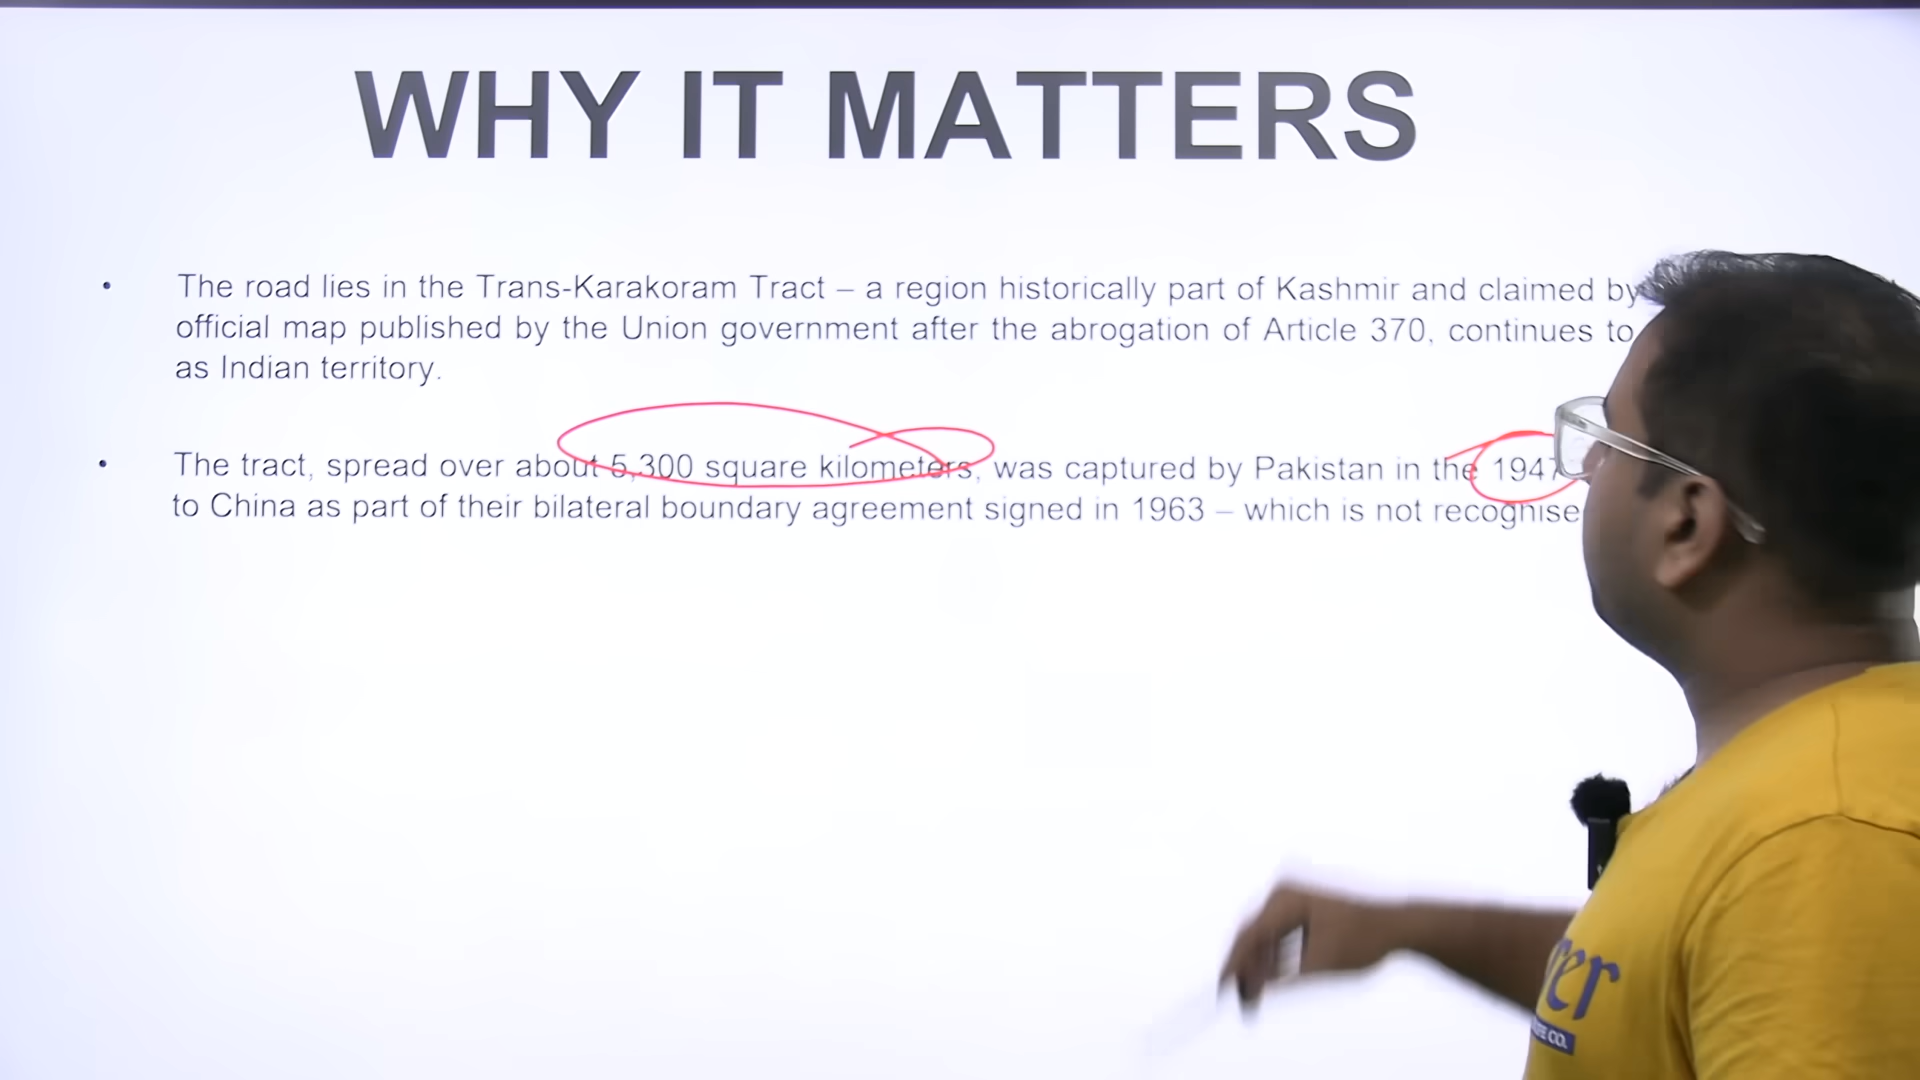 WHY IT MATTERS
• The road lies in the Trans-Karakoram Tract – a region historically part of Kashmir and claimed by
official map published by the Union government after the abrogation of Article 370, continues to
as Indian territory.
• The tract, spread over about 5,300 square kilometers, was captured by Pakistan in the 1947
to China as part of their bilateral boundary agreement signed in 1963 – which is not recognise